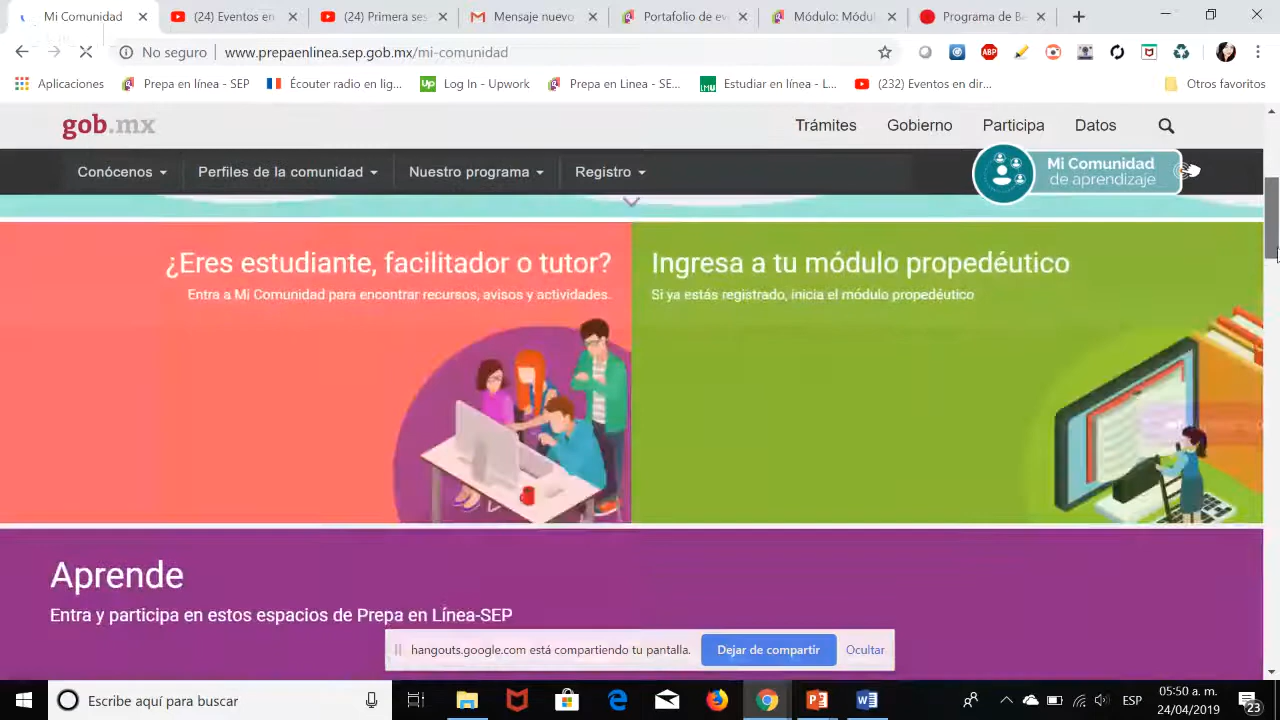 Mi Comunidad
(24) Eventos en
(24) Primera ses
Mensaje nuevo
Portafolio de ev
Módulo: Módu
Programa de Be
No seguro
www.prepaenlinea.sep.gob.mx/mi-comunidad
ABP
Aplicaciones
Prepa en línea - SEP
Écouter radio en lig...
Log In - Upwork
Prepa en Linea - SE...
Estudiar en línea - L...
(232) Eventos en dir...
Otros favoritos
gob.mx
Trámites
Gobierno
Participa
Datos
Conócenos
Perfiles de la comunidad
Nuestro programa
Registro
Mi Comunidad
de aprendizaje
¿Eres estudiante, facilitador o tutor?
Entra a Mi Comunidad para encontrar recursos, avisos y actividades.
Ingresa a tu módulo propedéutico
Si ya estás registrado, inicia el módulo propedéutico
Aprende
Entra y participa en estos espacios de Prepa en Línea-SEP
hangouts.google.com está compartiendo tu pantalla.
Dejar de compartir
Ocultar
Escribe aquí para buscar
ESP
05:50 a. m.
24/04/2019
23